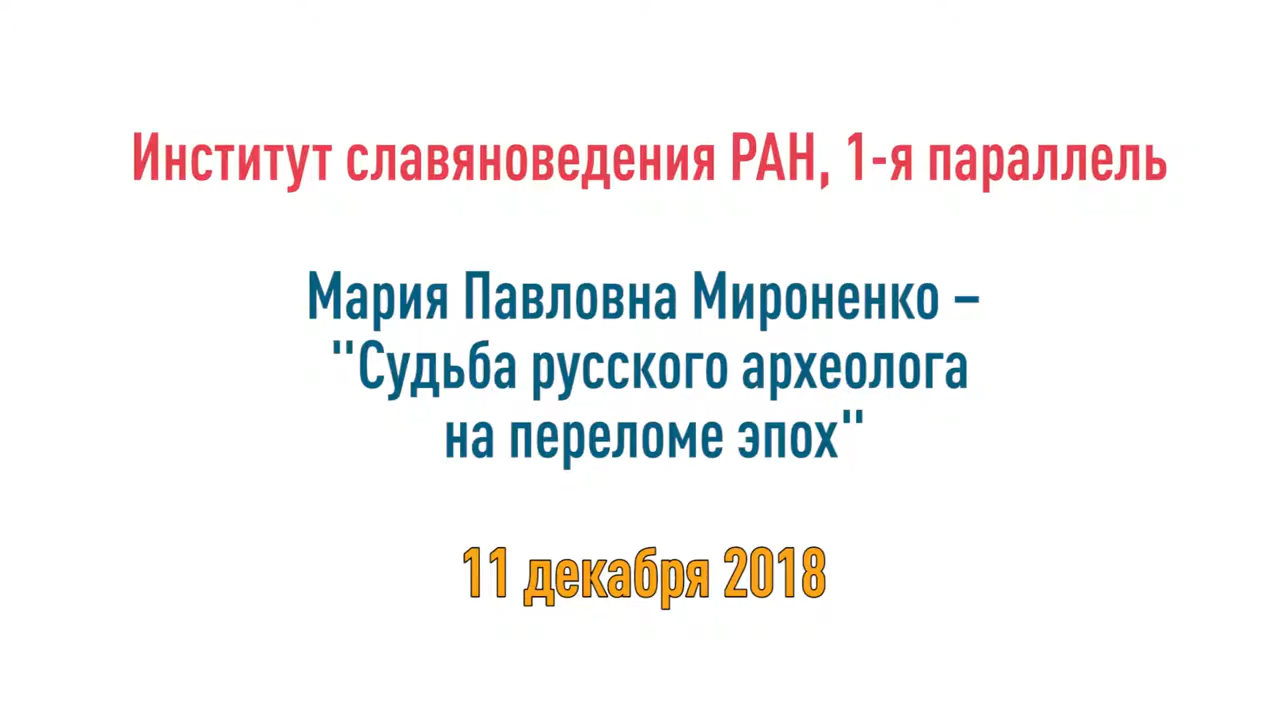 Институт славяноведения РАН, 1-я параллель
Мария Павловна Мироненко –
"Судьба русского археолога
на переломе эпох"
11 декабря 2018